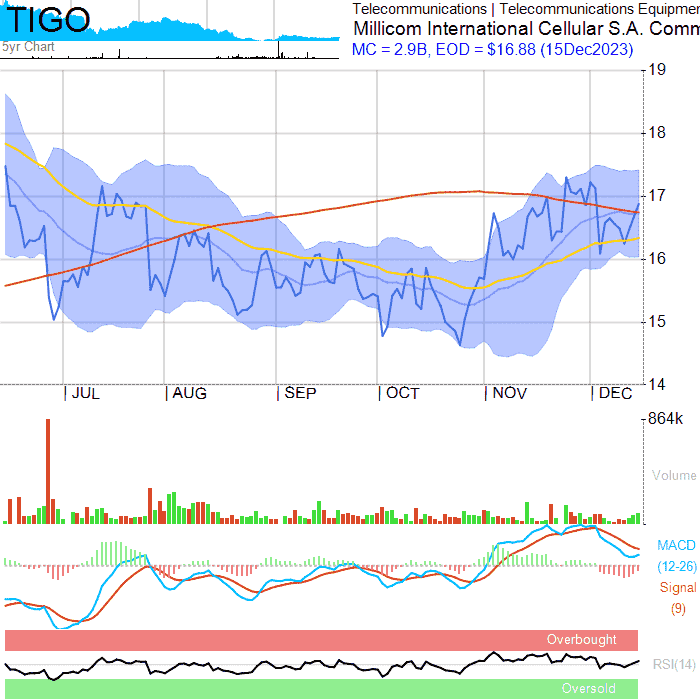 TIGO
Telecommunications | Telecommunications Equipmen
Millicom International Cellular S.A. Comm
5yr Chart
MC = 2.9B, EOD = $16.88 (15Dec2023)
19
18
17
16
15
14
| JUL | AUG | SEP | OCT | NOV | DEC
864k
Volume
MACD
(12-26)
Signal
(9)
Overbought
RSI(14)
Oversold